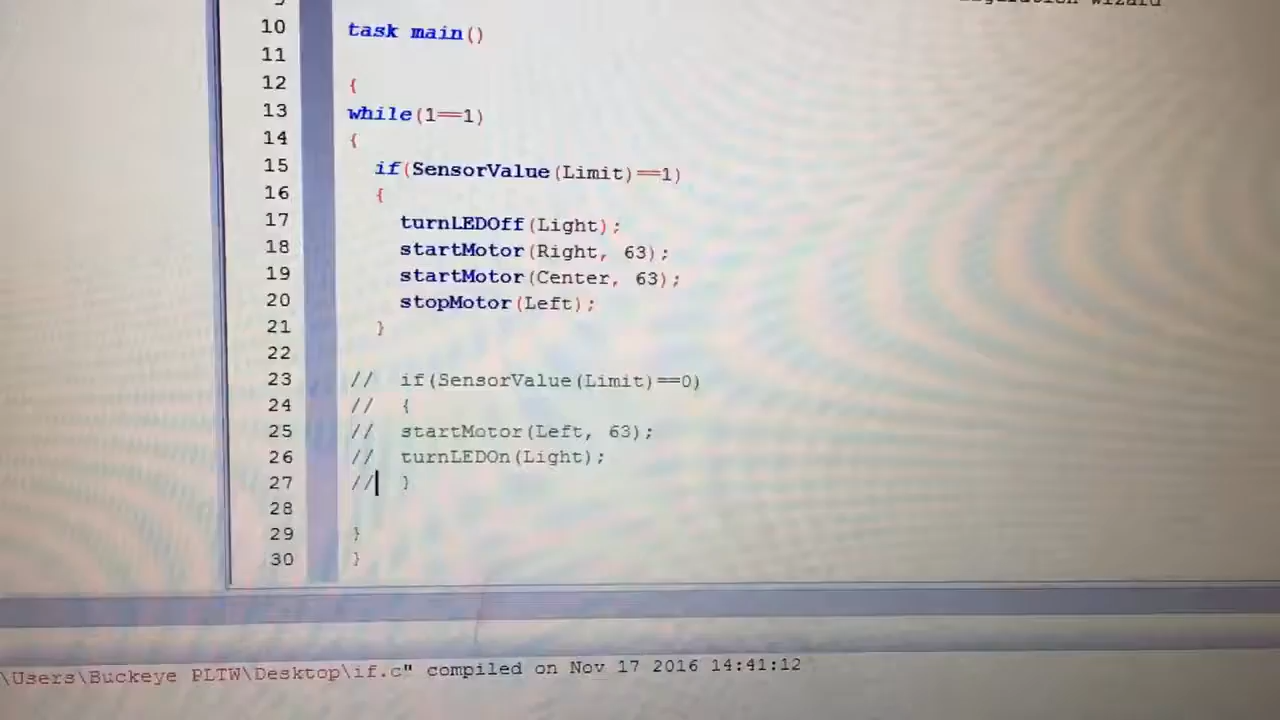 10 task main()
11
12 {
13 while(1==1)
14 {
15 if(SensorValue(Limit)==1)
16 {
17 turnLEDOff(Light);
18 startMotor(Right, 63);
19 startMotor(Center, 63);
20 stopMotor(Left);
21 }
22
23 // if(SensorValue(Limit)==0)
24 // {
25 // startMotor(Left, 63);
26 // turnLEDOn(Light);
27 // }
28
29 }
30 }
\Users\Buckeye PLTW\Desktop\if.c" compiled on Nov 17 2016 14:41:12